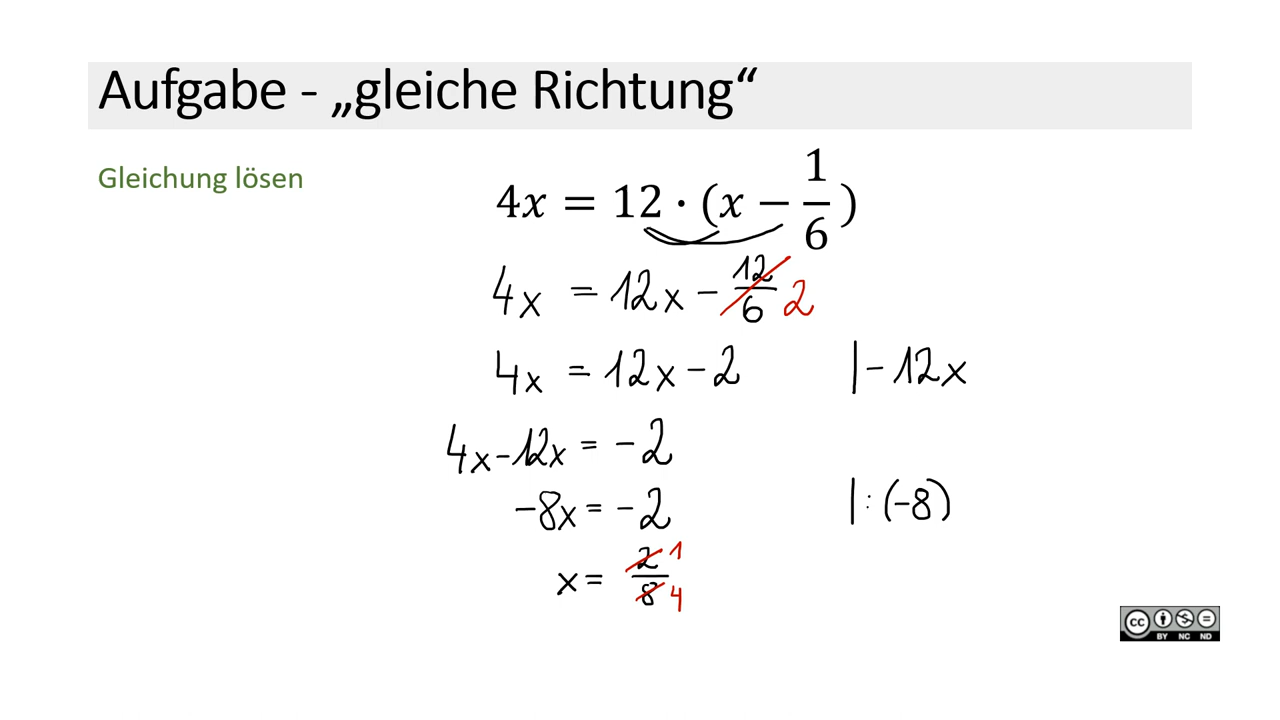 Aufgabe - „gleiche Richtung“
Gleichung lösen
4x = 12 · (x − 1/6)
4x = 12x − 12/6 2
4x = 12x − 2 | − 12x
4x − 12x = − 2
−8x = − 2 | : (−8)
x = 2/8 1 4
cc BY NC ND